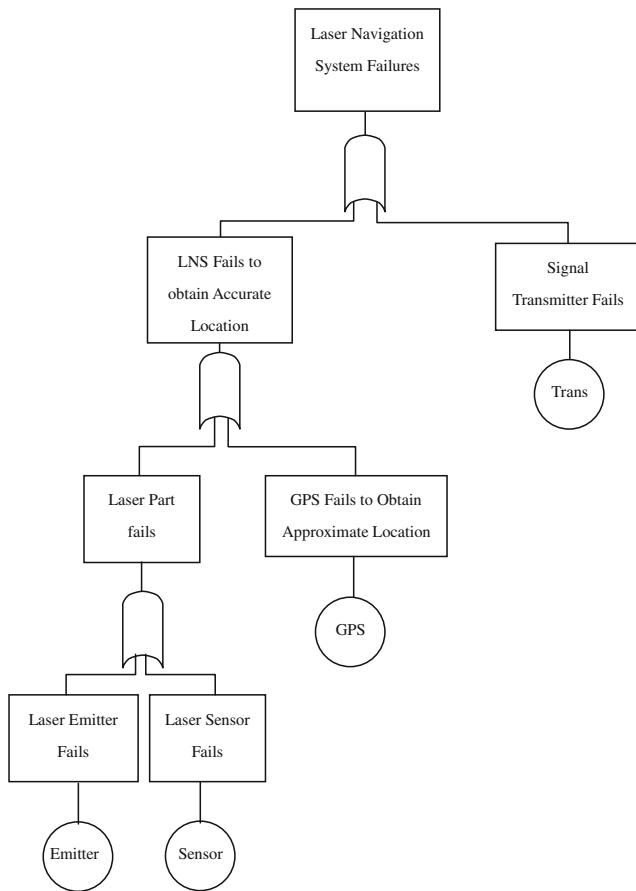 Laser Navigation
System Failures
LNS Fails to
obtain Accurate
Location
Signal
Transmitter Fails
Trans
Laser Part
fails
GPS Fails to Obtain
Approximate Location
GPS
Laser Emitter
Fails
Laser Sensor
Fails
Emitter
Sensor